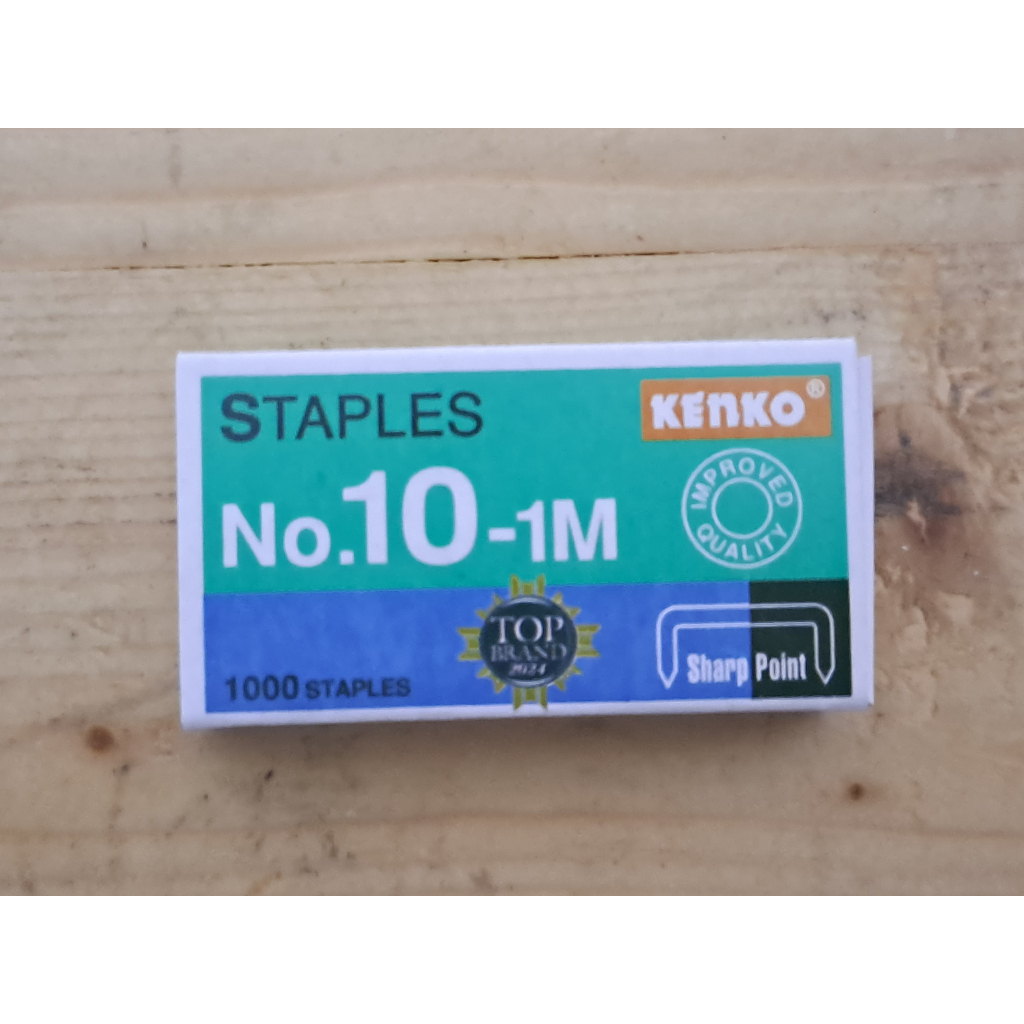 STAPLES
KENKO®
No.10-1M
IMPROVED
QUALITY
TOP
BRAND
2024
Sharp Point
1000 STAPLES